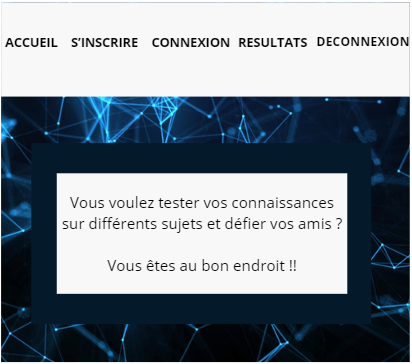 ACCUEIL S'INSCRIRE CONNEXION RESULTATS DECONNEXION
Vous voulez tester vos connaissances
sur différents sujets et défier vos amis ?
Vous êtes au bon endroit !!